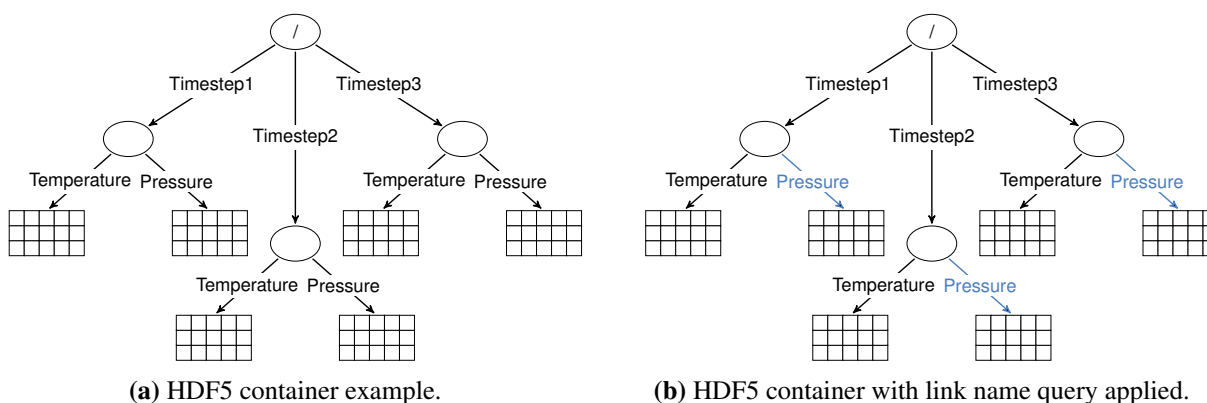 /
Timestep1
Timestep3
Timestep2
Temperature Pressure
Temperature Pressure
Temperature Pressure
(a) HDF5 container example.
/
Timestep1
Timestep3
Timestep2
Temperature Pressure
Temperature Pressure
Temperature Pressure
(b) HDF5 container with link name query applied.